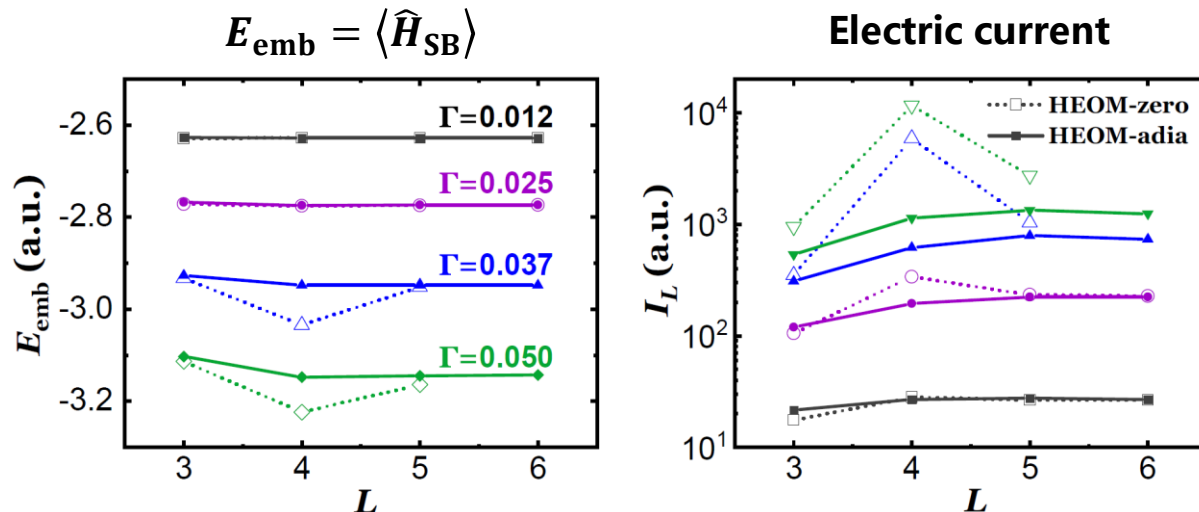 E_emb = ⟨Ĥ_SB⟩
E_emb (a.u.)
-2.6
-2.8
-3.0
-3.2
Γ=0.012
Γ=0.025
Γ=0.037
Γ=0.050
3 4 5 6
L
Electric current
I_L (a.u.)
10^4
10^3
10^2
10^1
HEOM-zero
HEOM-adia
3 4 5 6
L